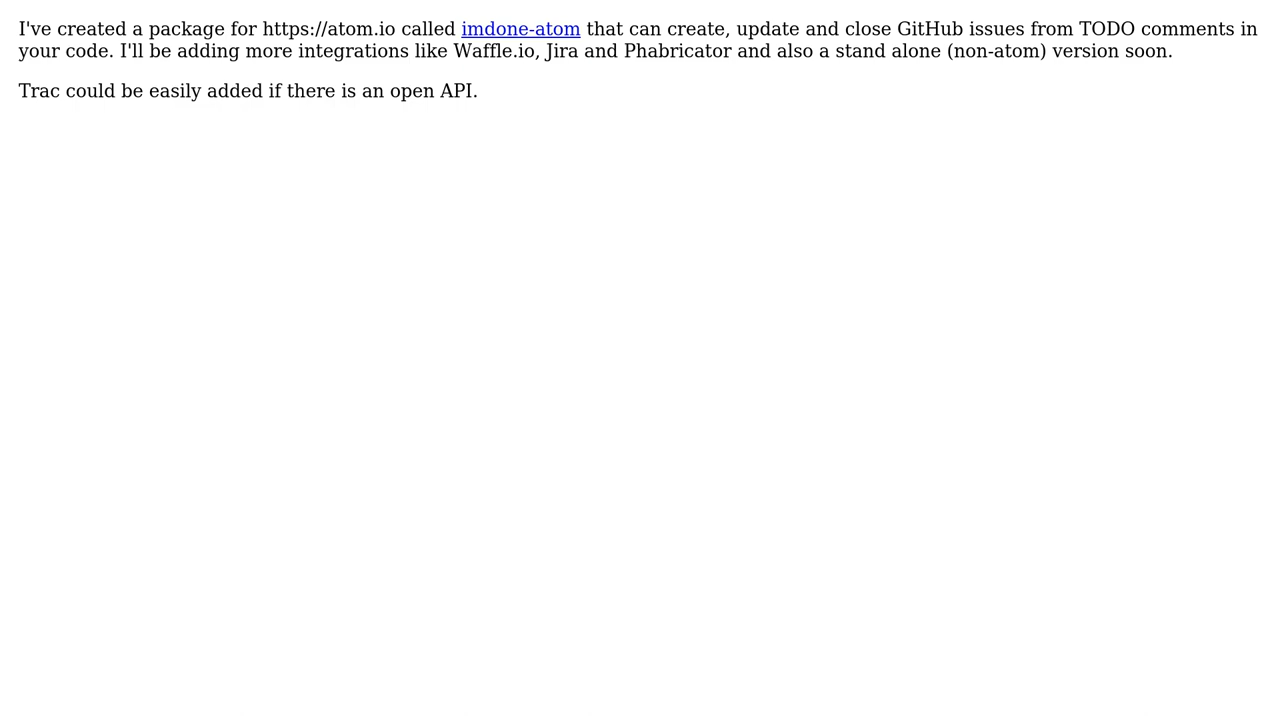 I've created a package for https://atom.io called imdone-atom that can create, update and close GitHub issues from TODO comments in
your code. I'll be adding more integrations like Waffle.io, Jira and Phabricator and also a stand alone (non-atom) version soon.
Trac could be easily added if there is an open API.